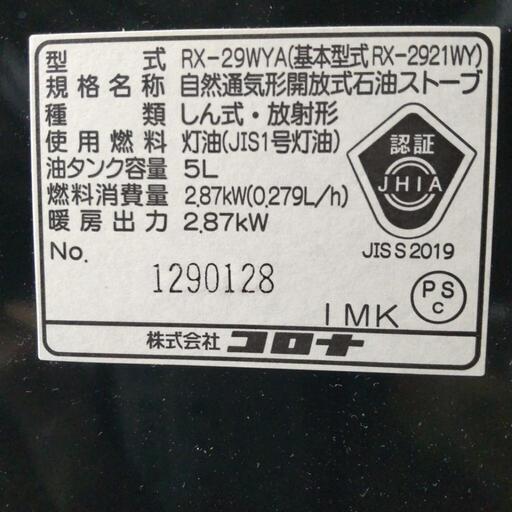 型式 RX-29WYA(基本型式RX-2921WY)
規格名称 自然通気形開放式石油ストーブ
種類 しん式・放射形
使用燃料 灯油(JIS1号灯油)
油タンク容量 5L
燃料消費量 2.87kW(0.279L/h)
暖房出力 2.87kW
認証
JHIA
JIS S 2019
No. 1290128
PSC
IMK
株式会社コロナ